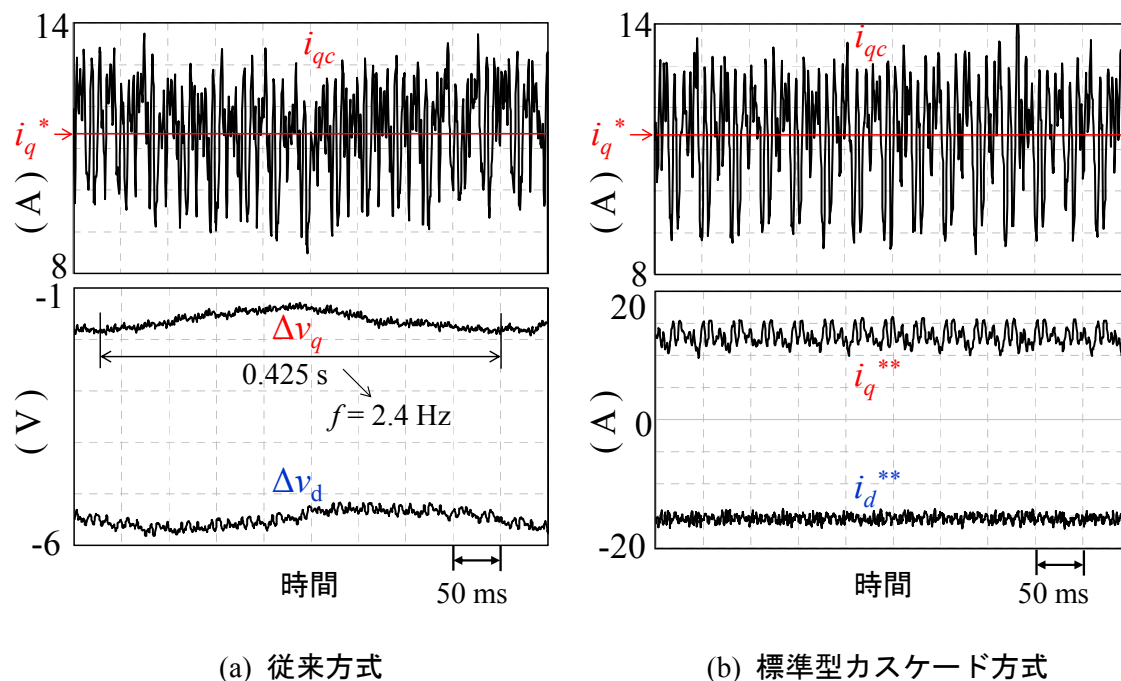 14
i_qc
i_q*
(A)
8
-1
Δv_q
0.425 s
f = 2.4 Hz
(V)
Δv_d
-6
時間
50 ms
(a) 従来方式
14
i_qc
i_q*
(A)
8
20
i_q**
0
(A)
i_d**
-20
時間
50 ms
(b) 標準型カスケード方式